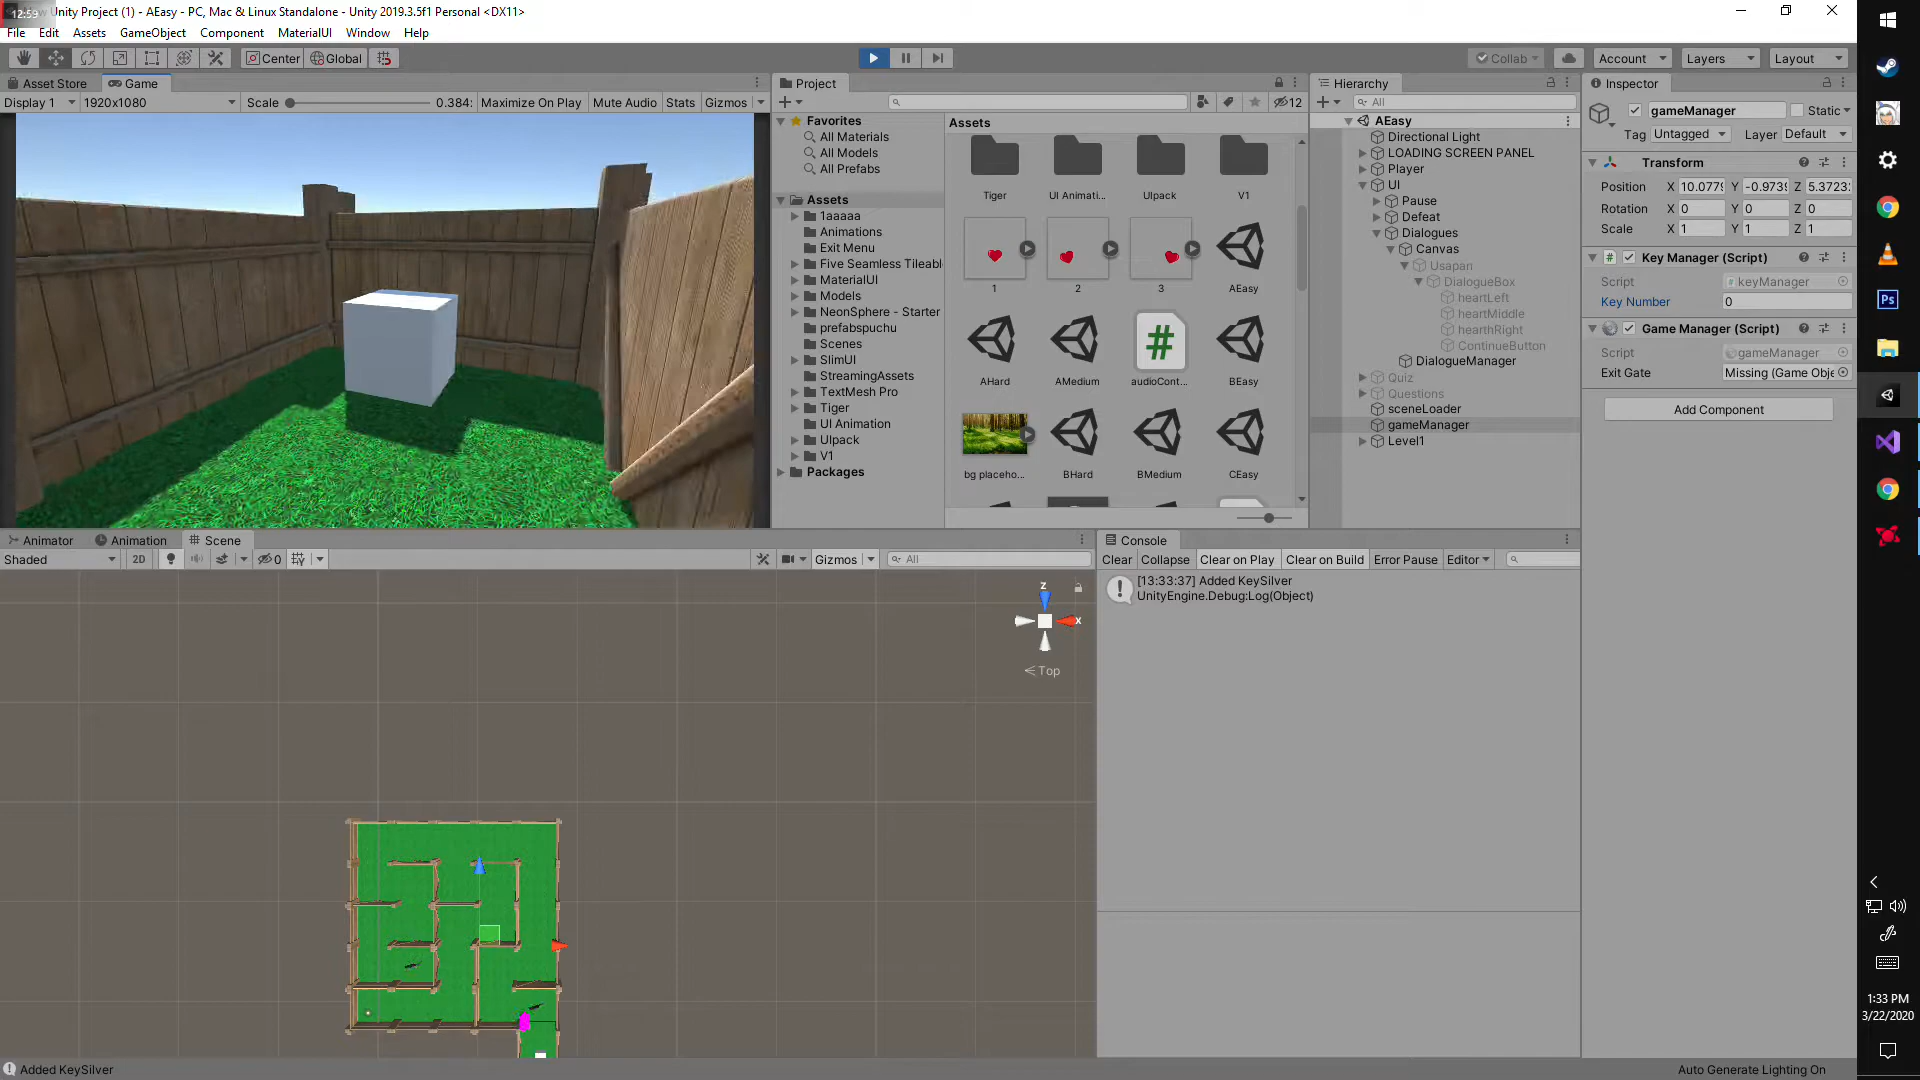 12:59 Unity Project (1) - AEasy - PC, Mac & Linux Standalone - Unity 2019.3.5f1 Personal <DX11>
File Edit Assets GameObject Component MaterialUI Window Help
Center Global Collab Account Layers Layout
Asset Store Game
Display 1 1920x1080 Scale 0.384: Maximize On Play Mute Audio Stats Gizmos
Project
12
Favorites
All Materials
All Models
All Prefabs
Assets
1aaaaa
Animations
Exit Menu
Five Seamless Tileabl
MaterialUI
Models
NeonSphere - Starter
prefabspuchu
Scenes
SlimUI
StreamingAssets
TextMesh Pro
Tiger
UI Animation
UIpack
V1
Packages
Assets
Tiger UI Animati... UIpack V1
1 2 3 AEasy
AHard AMedium audioCont... BEasy
bg placeho... BHard BMedium CEasy
Hierarchy
All
AEasy
Directional Light
LOADING SCREEN PANEL
Player
UI
Pause
Defeat
Dialogues
Canvas
Usapan
DialogueBox
heartLeft
heartMiddle
hearthRight
ContinueButton
DialogueManager
Quiz
Questions
sceneLoader
gameManager
Level1
Inspector
gameManager Static
Tag Untagged Layer Default
Transform
Position X 10.0779 Y -0.9739 Z 5.3723
Rotation X 0 Y 0 Z 0
Scale X 1 Y 1 Z 1
Key Manager (Script)
Script keyManager
Key Number 0
Game Manager (Script)
Script gameManager
Exit Gate Missing (Game Obje
Add Component
Animator Animation Scene
Shaded 2D 0 Gizmos All
z
x
Top
Console
Clear Collapse Clear on Play Clear on Build Error Pause Editor
[13:33:37] Added KeySilver
UnityEngine.Debug:Log(Object)
Ps
1:33 PM
3/22/2020
Added KeySilver
Auto Generate Lighting On